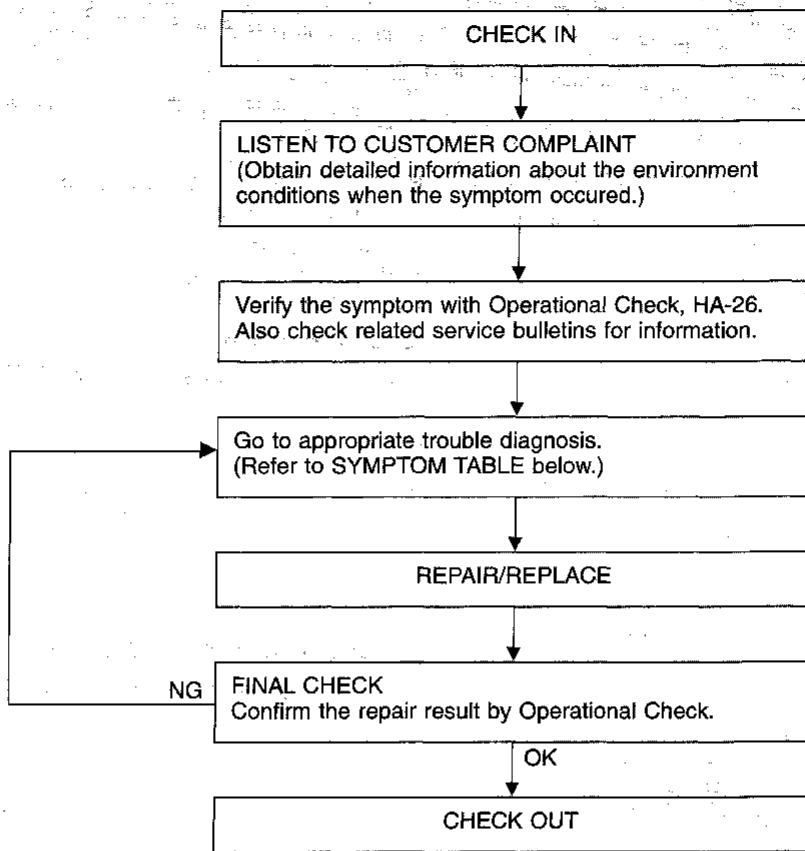 CHECK IN
LISTEN TO CUSTOMER COMPLAINT
(Obtain detailed information about the environment
conditions when the symptom occured.)
Verify the symptom with Operational Check, HA-26.
Also check related service bulletins for information.
Go to appropriate trouble diagnosis.
(Refer to SYMPTOM TABLE below.)
REPAIR/REPLACE
NG
FINAL CHECK
Confirm the repair result by Operational Check.
OK
CHECK OUT